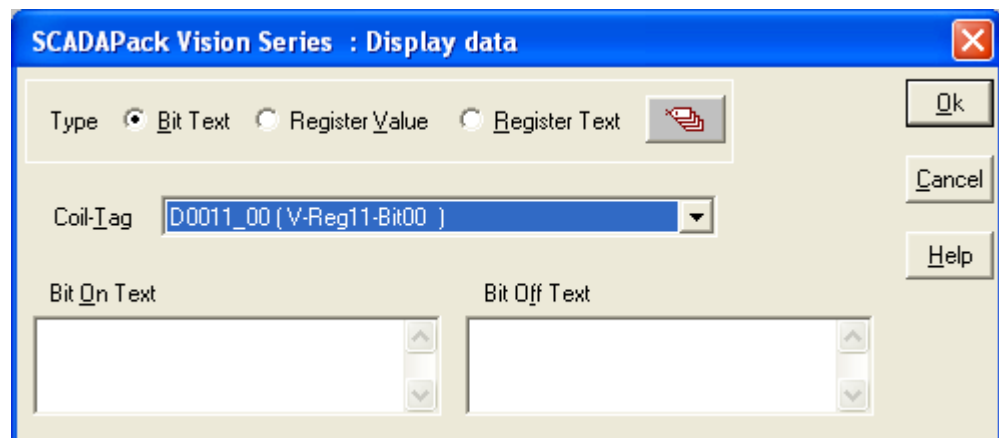 SCADAPack Vision Series : Display data
Type Bit Text Register Value Register Text
Ok
Cancel
Coil-Tag D0011_00 ( V-Reg11-Bit00 )
Help
Bit On Text Bit Off Text